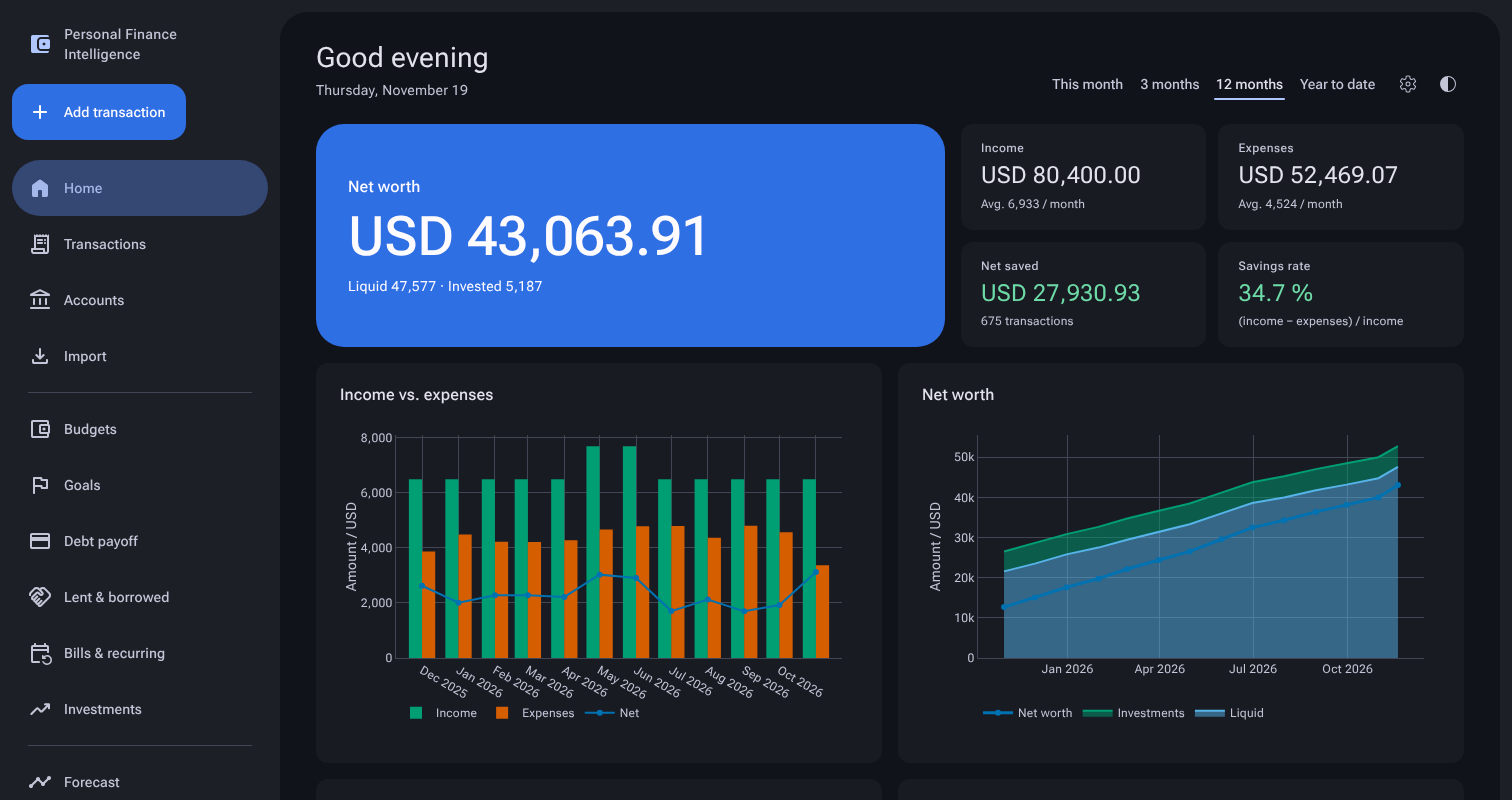 Personal Finance
Intelligence
Add transaction
Home
Transactions
Accounts
Import
Budgets
Goals
Debt payoff
Lent & borrowed
Bills & recurring
Investments
Forecast
Good evening
Thursday, November 19
This month
3 months
12 months
Year to date
Net worth
USD 43,063.91
Liquid 47,577 · Invested 5,187
Income
USD 80,400.00
Avg. 6,933 / month
Expenses
USD 52,469.07
Avg. 4,524 / month
Net saved
USD 27,930.93
675 transactions
Savings rate
34.7 %
(income – expenses) / income
Income vs. expenses
Amount / USD
8,000
6,000
4,000
2,000
0
Dec 2025
Jan 2026
Feb 2026
Mar 2026
Apr 2026
May 2026
Jun 2026
Jul 2026
Aug 2026
Sep 2026
Oct 2026
Income
Expenses
Net
Net worth
Amount / USD
50k
40k
30k
20k
10k
0
Jan 2026
Apr 2026
Jul 2026
Oct 2026
Net worth
Investments
Liquid